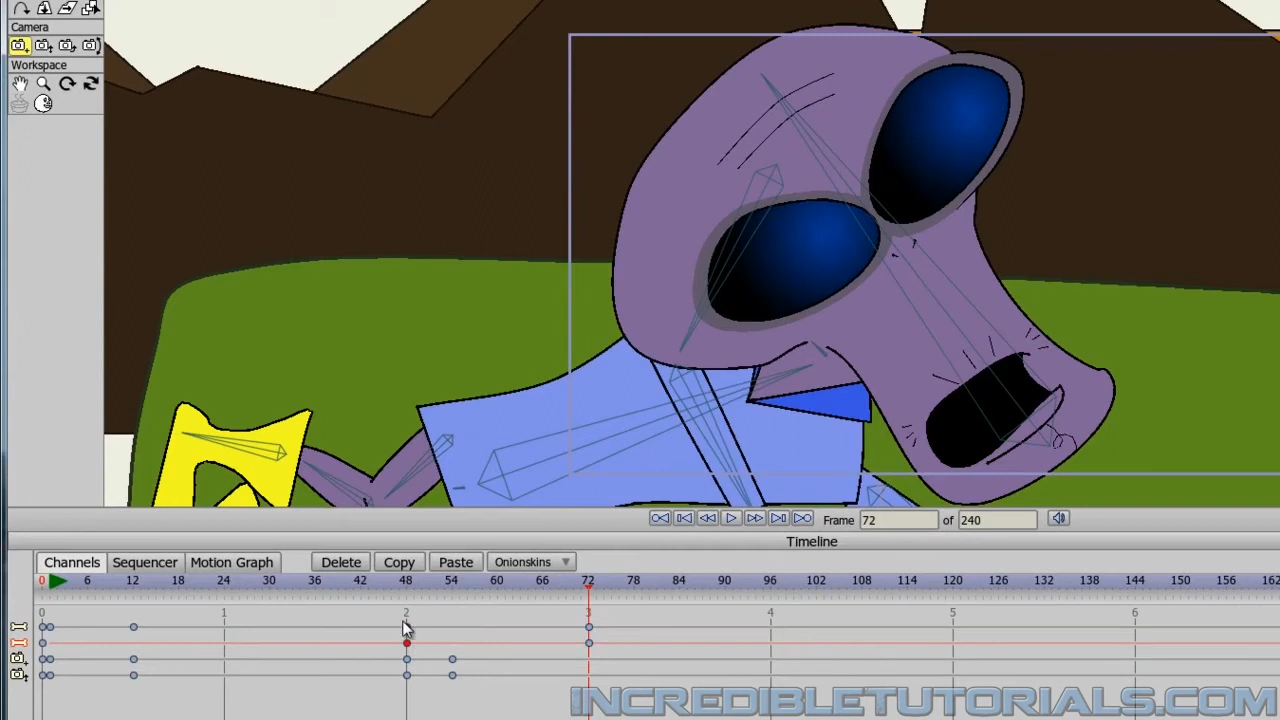 Camera
Workspace
Frame 72 of 240
Timeline
Channels Sequencer Motion Graph Delete Copy Paste Onionskins
0 6 12 18 24 30 36 42 48 54 60 66 72 78 84 90 96 102 108 114 120 126 132 138 144 150 156 162
0 1 2 3 4 5 6
INCREDIBLETUTORIALS.COM